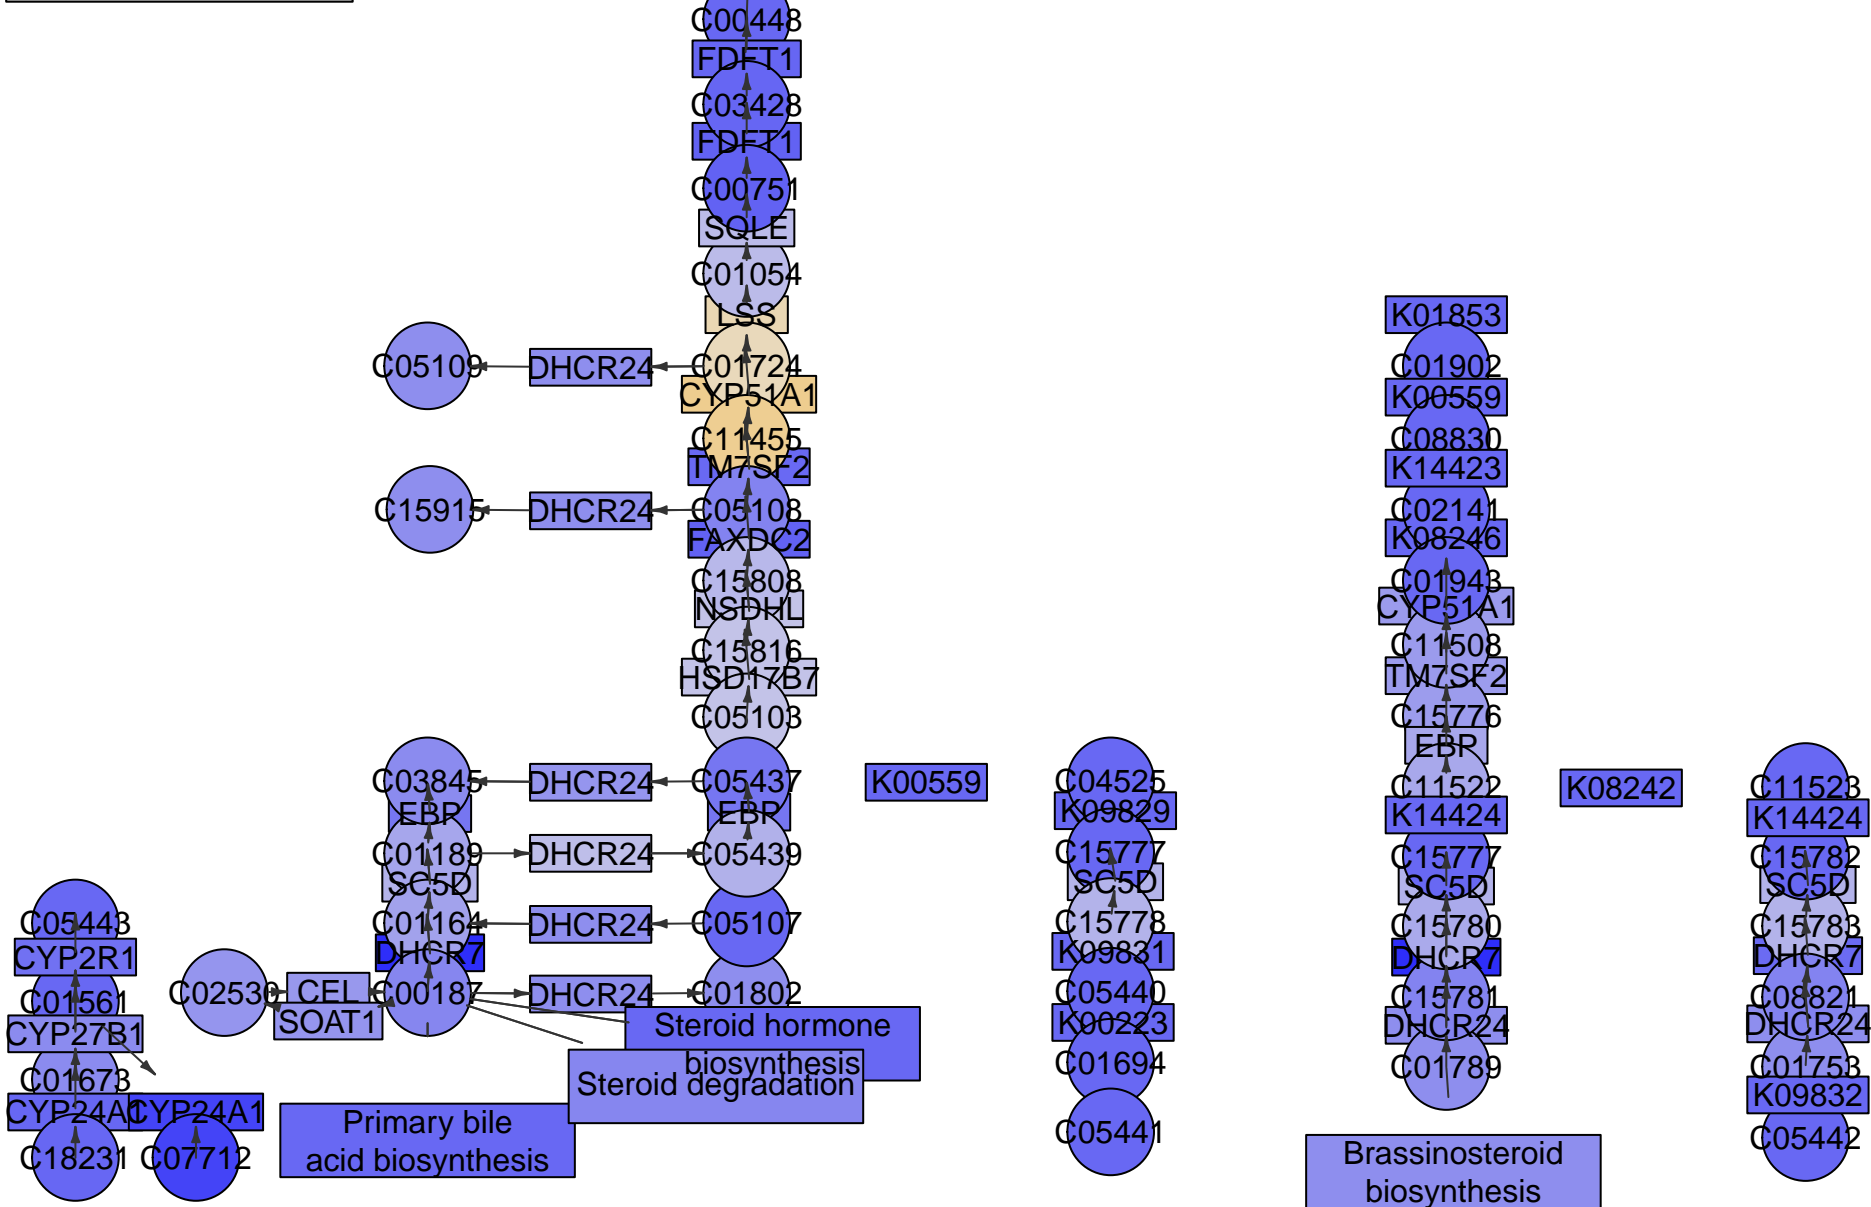 C00448
FDFT1
C03428
FDFT1
C00751
SQLE
C01054
LSS
K01853
C05109
DHCR24
C01724
C01902
CYP51A1
K00559
C11455
C08830
TM7SF2
K14423
C15915
DHCR24
C05108
C02141
FAXDC2
K08246
C15808
C01943
NSDHL
CYP51A1
C15816
C11508
HSD17B7
TM7SF2
C05103
C15776
EBP
C03845
DHCR24
C05437
K00559
C04525
C11522
K08242
C11523
EBP
EBP
K09829
K14424
K14424
C01189
DHCR24
C05439
C15777
C15777
C15782
SC5D
SC5D
SC5D
SC5D
C05443
C01164
DHCR24
C05107
C15778
C15780
C15783
CYP2R1
DHCR7
K09831
DHCR7
DHCR7
C01561
C02530
CEL
C00187
DHCR24
C01802
C05440
C15781
C08821
CYP27B1
SOAT1
Steroid hormone
biosynthesis
K00223
DHCR24
DHCR24
C01673
Steroid degradation
C01694
C01789
C01753
CYP24A1
CYP24A1
K09832
Primary bile
acid biosynthesis
C18231
C07712
C05441
C05442
Brassinosteroid
biosynthesis